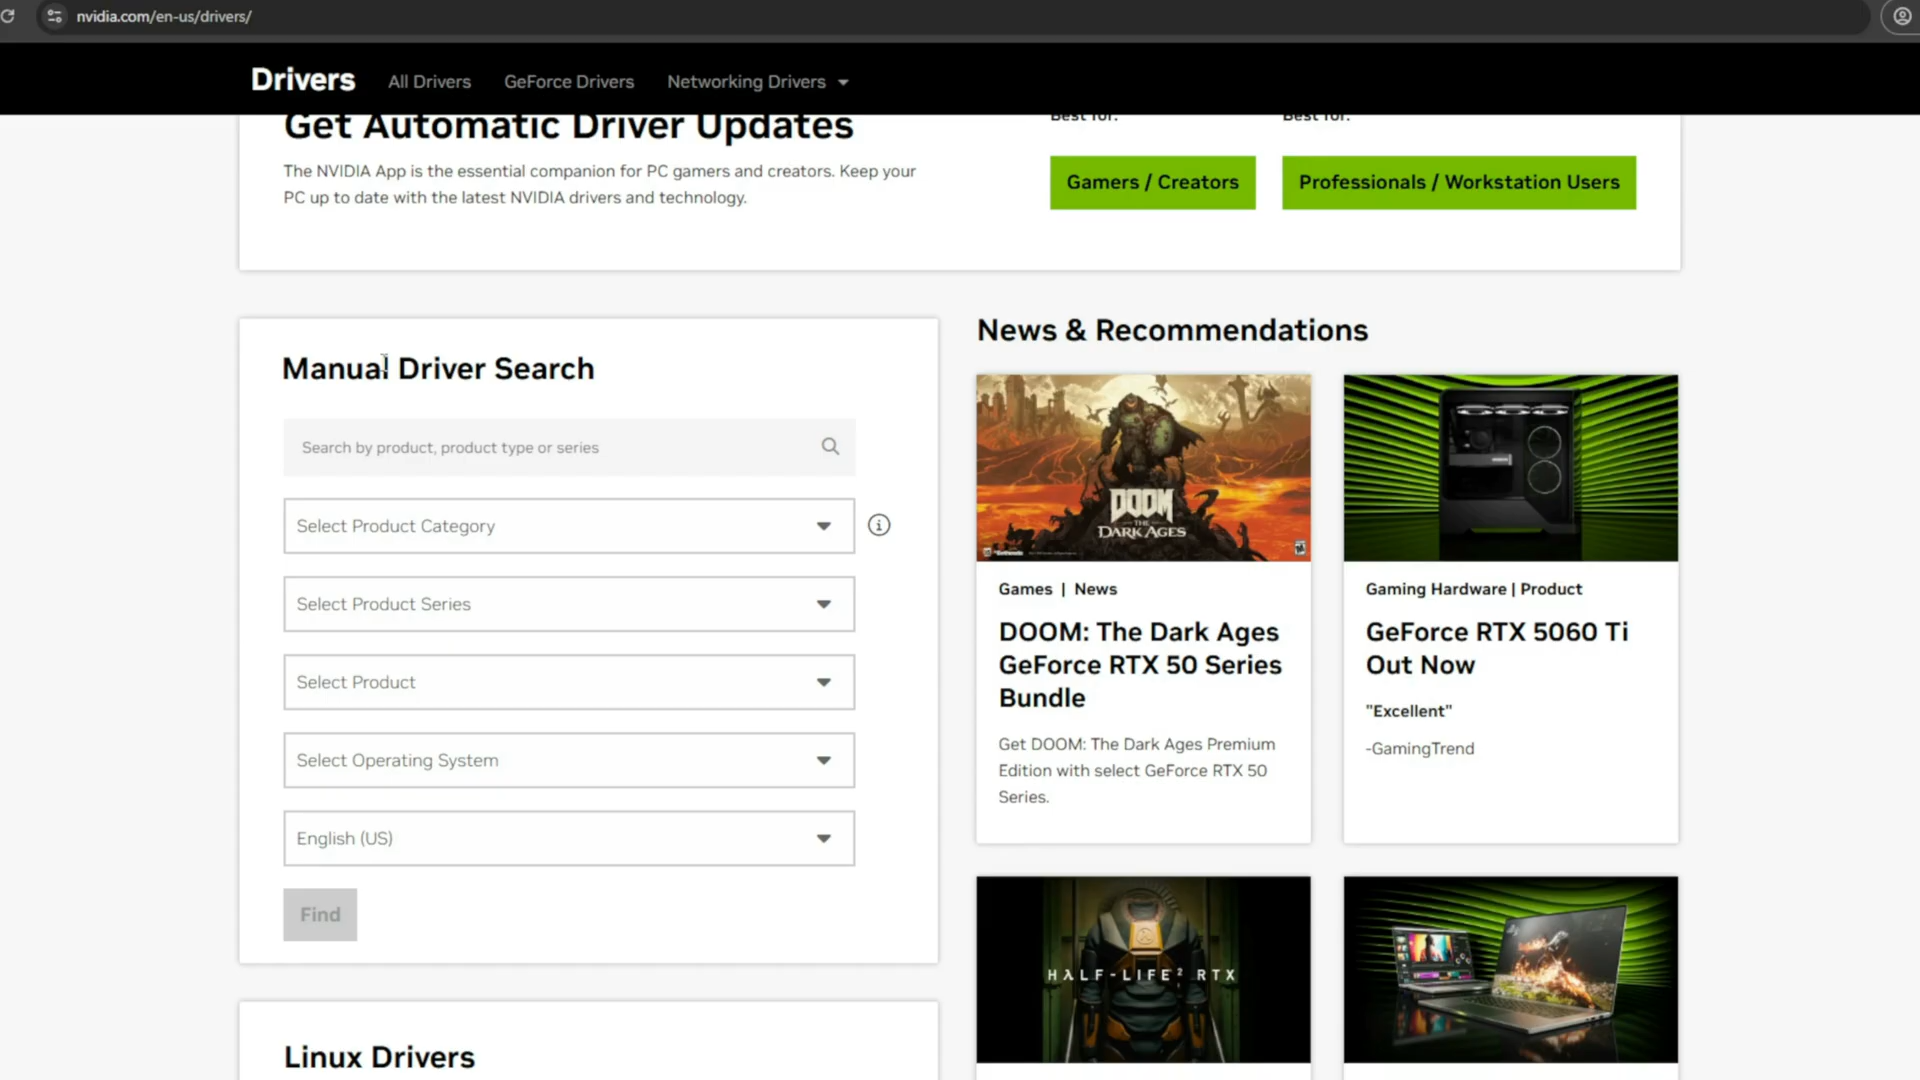 nvidia.com/en-us/drivers/
Drivers
All Drivers
GeForce Drivers
Networking Drivers
Get Automatic Driver Updates
The NVIDIA App is the essential companion for PC gamers and creators. Keep your
PC up to date with the latest NVIDIA drivers and technology.
Best for:
Best for:
Gamers / Creators
Professionals / Workstation Users
Manual Driver Search
Search by product, product type or series
Select Product Category
Select Product Series
Select Product
Select Operating System
English (US)
Find
Linux Drivers
News & Recommendations
DOOM
THE
DARK AGES
Games | News
DOOM: The Dark Ages
GeForce RTX 50 Series
Bundle
Get DOOM: The Dark Ages Premium
Edition with select GeForce RTX 50
Series.
Gaming Hardware | Product
GeForce RTX 5060 Ti
Out Now
"Excellent"
-GamingTrend
HλLF-LIFE² RTX